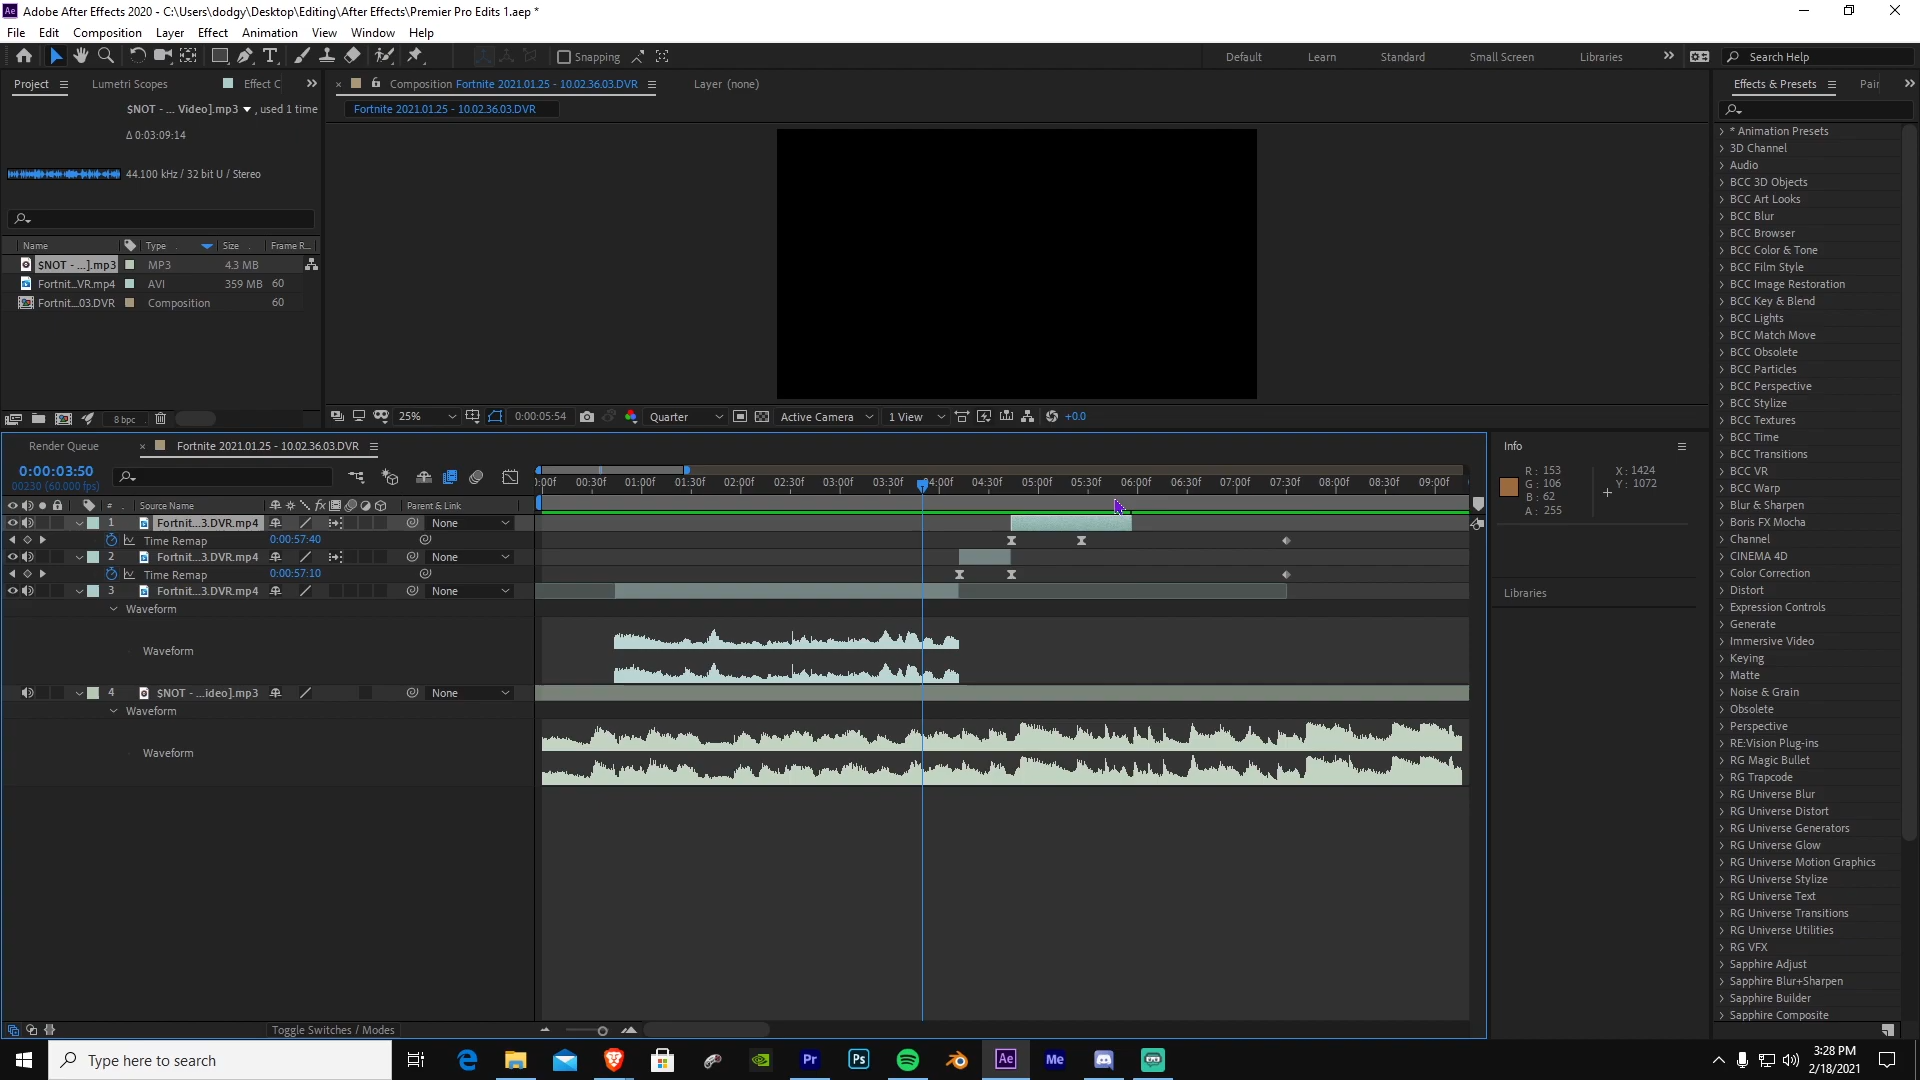 Adobe After Effects 2020 - C:\Users\dodgy\Desktop\Editing\After Effects\Premier Pro Edits 1.aep *
File Edit Composition Layer Effect Animation View Window Help
Snapping
Default Learn Standard Small Screen Libraries
Search Help
Project Lumetri Scopes Effect C
Composition Fortnite 2021.01.25 - 10.02.36.03.DVR
Layer (none)
Fortnite 2021.01.25 - 10.02.36.03.DVR
$NOT - ... Video].mp3 , used 1 time
Δ 0:03:09:14
44.100 kHz / 32 bit U / Stereo
Name Type Size Frame R...
$NOT - ...].mp3 MP3 4.3 MB
Fortnit...VR.mp4 AVI 359 MB 60
Fortnit...03.DVR Composition 60
8 bpc
25% 0:00:05:54 Quarter Active Camera 1 View +0.0
Effects & Presets Pair
* Animation Presets
3D Channel
Audio
BCC 3D Objects
BCC Art Looks
BCC Blur
BCC Browser
BCC Color & Tone
BCC Film Style
BCC Image Restoration
BCC Key & Blend
BCC Lights
BCC Match Move
BCC Obsolete
BCC Particles
BCC Perspective
BCC Stylize
BCC Textures
BCC Time
BCC Transitions
BCC VR
BCC Warp
Blur & Sharpen
Boris FX Mocha
Channel
CINEMA 4D
Color Correction
Distort
Expression Controls
Generate
Immersive Video
Keying
Matte
Noise & Grain
Obsolete
Perspective
RE:Vision Plug-ins
RG Magic Bullet
RG Trapcode
RG Universe Blur
RG Universe Distort
RG Universe Generators
RG Universe Glow
RG Universe Motion Graphics
RG Universe Stylize
RG Universe Text
RG Universe Transitions
RG Universe Utilities
RG VFX
Sapphire Adjust
Sapphire Blur+Sharpen
Sapphire Builder
Sapphire Composite
Render Queue Fortnite 2021.01.25 - 10.02.36.03.DVR
0:00:03:50
00230 (60.000 fps)
):00f 00:30f 01:00f 01:30f 02:00f 02:30f 03:00f 03:30f 04:00f 04:30f 05:00f 05:30f 06:00f 06:30f 07:00f 07:30f 08:00f 08:30f 09:00f
# Source Name Parent & Link
1 Fortnit...3.DVR.mp4 None
Time Remap 0:00:57:40
2 Fortnit...3.DVR.mp4 None
Time Remap 0:00:57:10
3 Fortnit...3.DVR.mp4 None
Waveform
Waveform
4 $NOT - ...ideo].mp3 None
Waveform
Waveform
Toggle Switches / Modes
Info
R : 153 X : 1424
G : 106 Y : 1072
B : 62
A : 255
Libraries
Type here to search
Pr Ps Ae Me
3:28 PM
2/18/2021